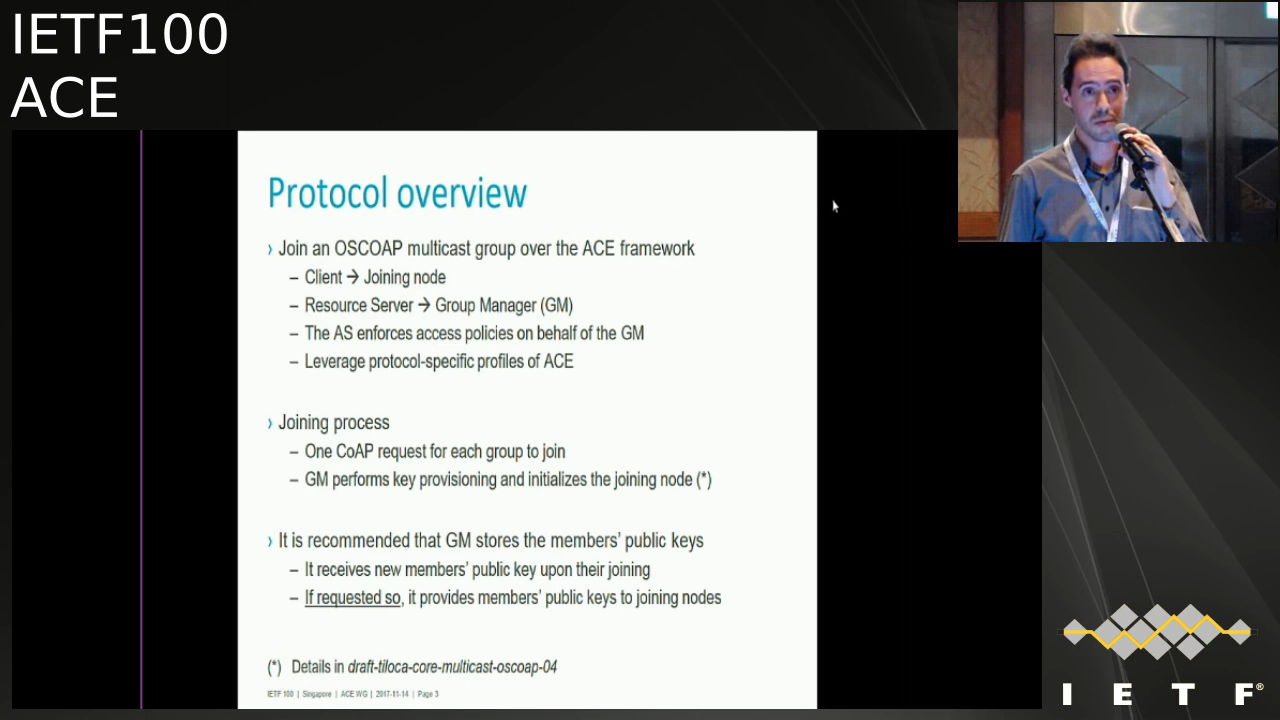 IETF100
ACE
Protocol overview
› Join an OSCOAP multicast group over the ACE framework
– Client → Joining node
– Resource Server → Group Manager (GM)
– The AS enforces access policies on behalf of the GM
– Leverage protocol-specific profiles of ACE
› Joining process
– One CoAP request for each group to join
– GM performs key provisioning and initializes the joining node (*)
› It is recommended that GM stores the members’ public keys
– It receives new members’ public key upon their joining
– If requested so, it provides members’ public keys to joining nodes
(*) Details in draft-tiloca-core-multicast-oscoap-04
IETF 100 | Singapore | ACE WG | 2017-11-14 | Page 3
I E T F®